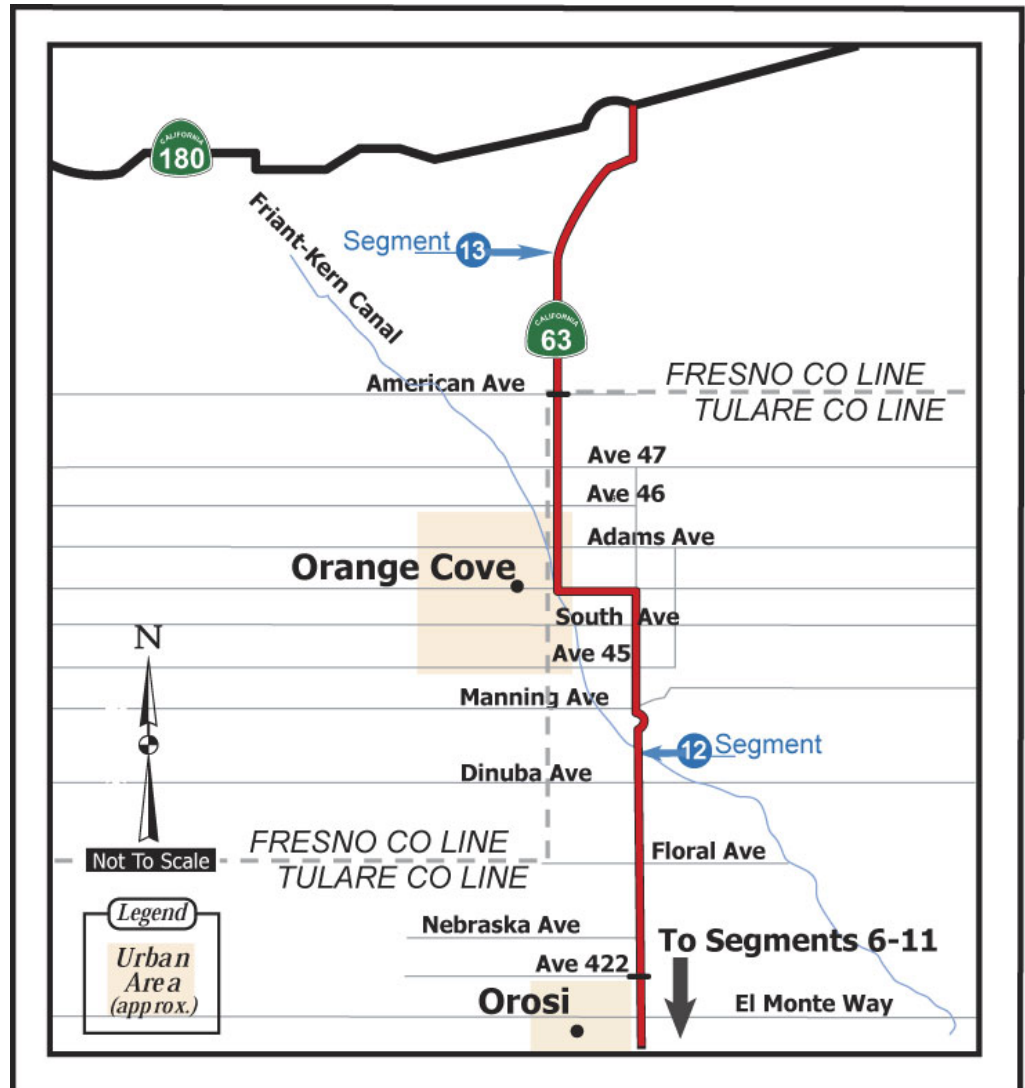 CALIFORNIA
180
Friant-Kern Canal
Segment 13
CALIFORNIA
63
American Ave
FRESNO CO LINE
TULARE CO LINE
Ave 47
Ave 46
Adams Ave
Orange Cove
South Ave
Ave 45
N
Manning Ave
12 Segment
Dinuba Ave
FRESNO CO LINE
Not To Scale
TULARE CO LINE
Floral Ave
Legend
Urban
Area
(approx.)
Nebraska Ave
To Segments 6-11
Ave 422
Orosi
El Monte Way